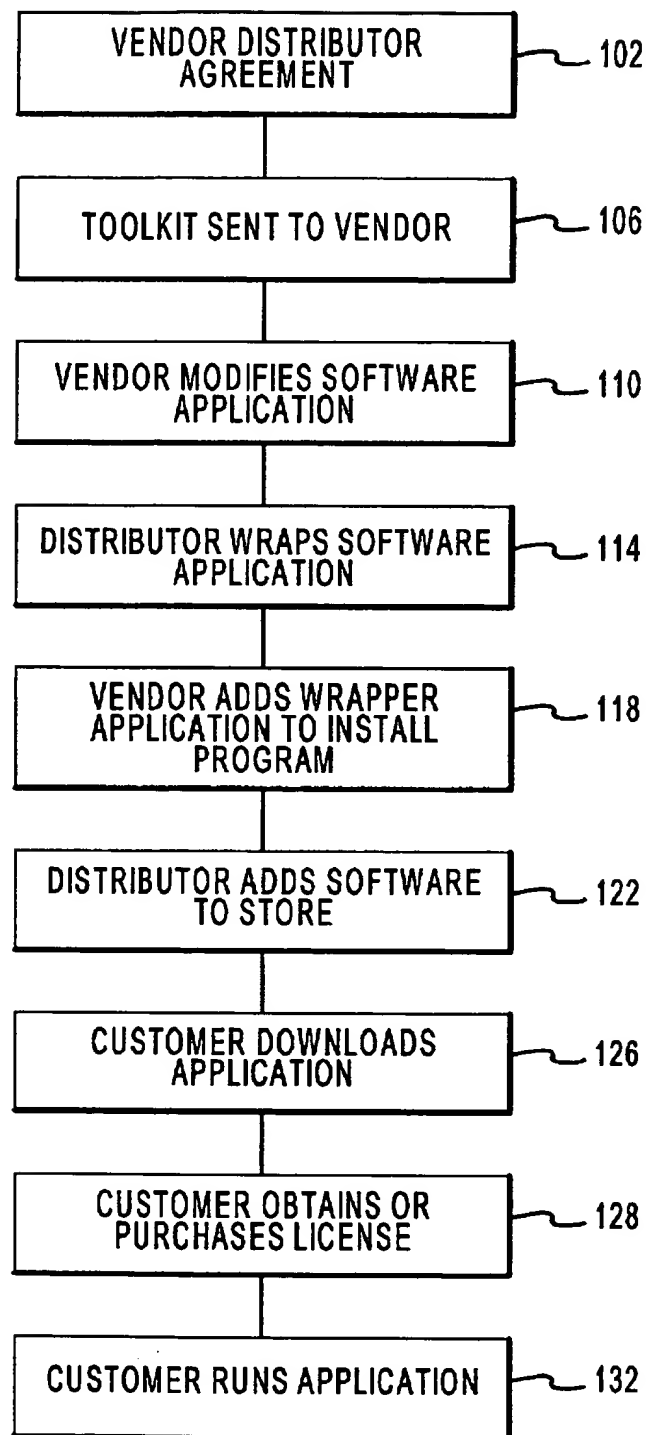 VENDOR DISTRIBUTOR
AGREEMENT
102
TOOLKIT SENT TO VENDOR
106
VENDOR MODIFIES SOFTWARE
APPLICATION
110
DISTRIBUTOR WRAPS SOFTWARE
APPLICATION
114
VENDOR ADDS WRAPPER
APPLICATION TO INSTALL
PROGRAM
118
DISTRIBUTOR ADDS SOFTWARE
TO STORE
122
CUSTOMER DOWNLOADS
APPLICATION
126
CUSTOMER OBTAINS OR
PURCHASES LICENSE
128
CUSTOMER RUNS APPLICATION
132